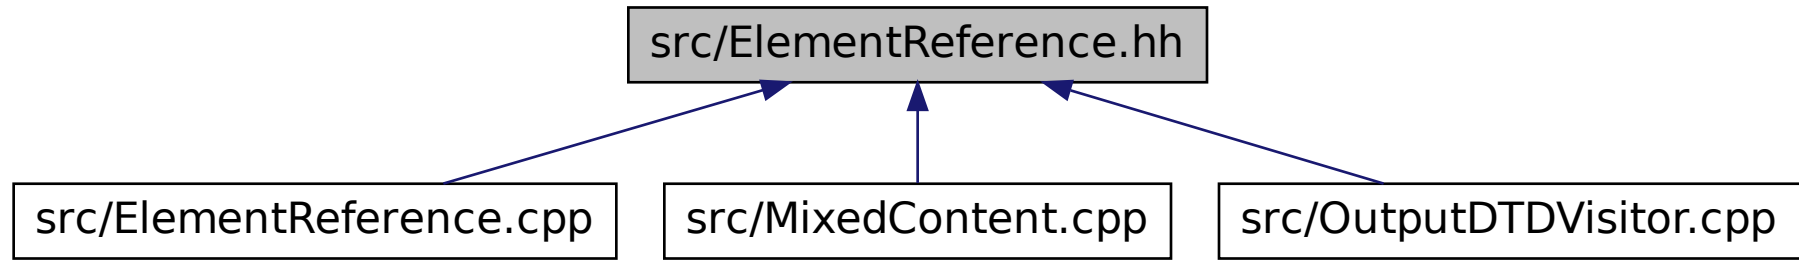 src/ElementReference.hh
src/ElementReference.cpp
src/MixedContent.cpp
src/OutputDTDVisitor.cpp